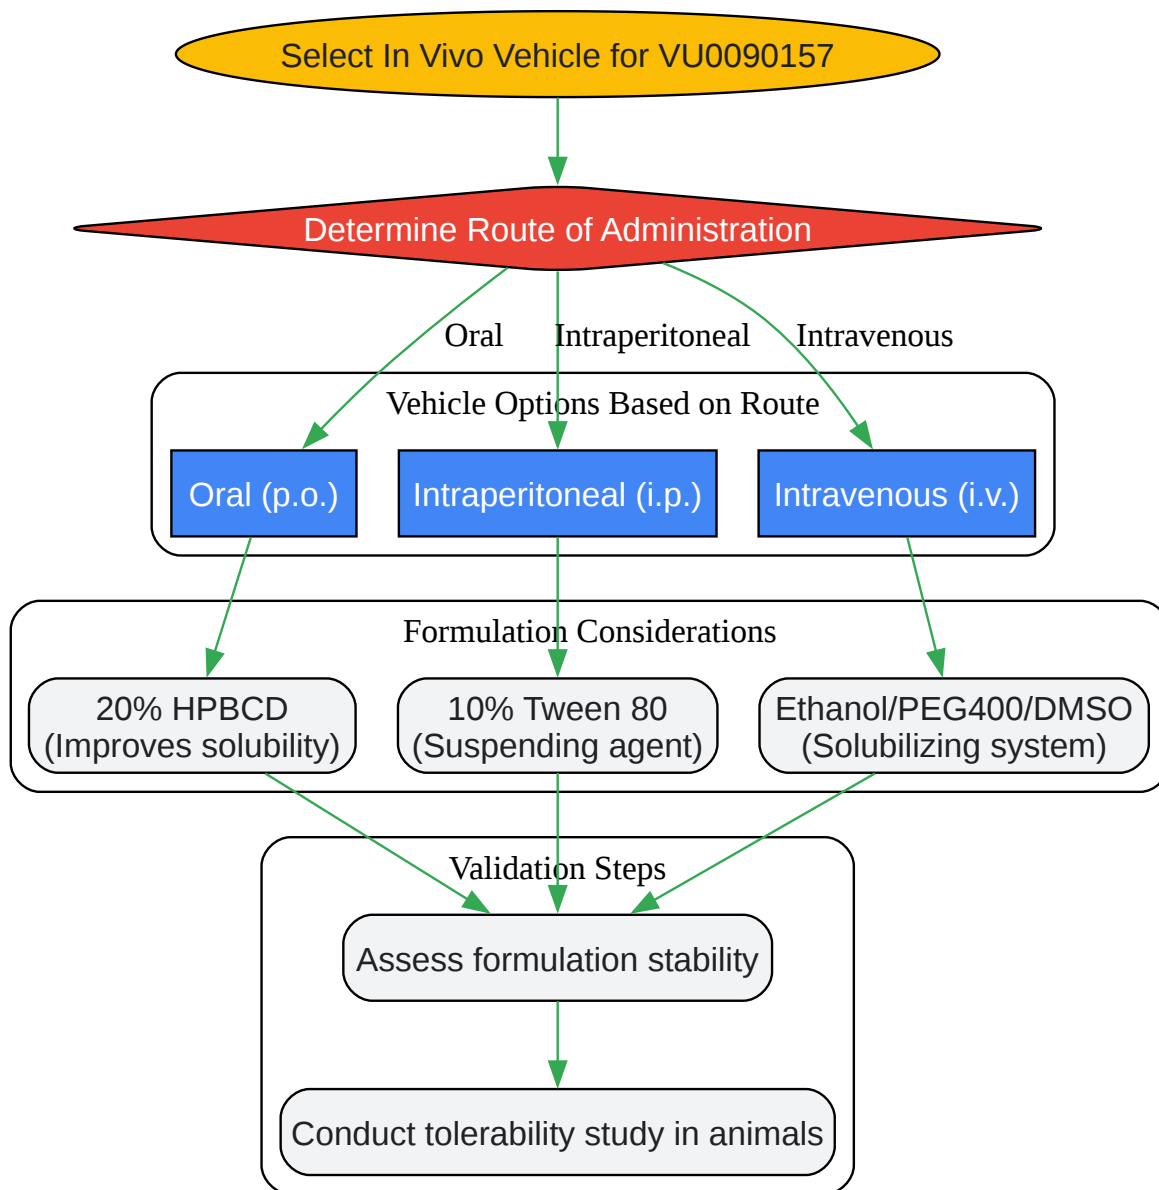 Select In Vivo Vehicle for VU0090157
Determine Route of Administration
Oral
Intraperitoneal
Intravenous
Vehicle Options Based on Route
Oral (p.o.)
Intraperitoneal (i.p.)
Intravenous (i.v.)
Formulation Considerations
20% HPBCD
(Improves solubility)
10% Tween 80
(Suspending agent)
Ethanol/PEG400/DMSO
(Solubilizing system)
Validation Steps
Assess formulation stability
Conduct tolerability study in animals